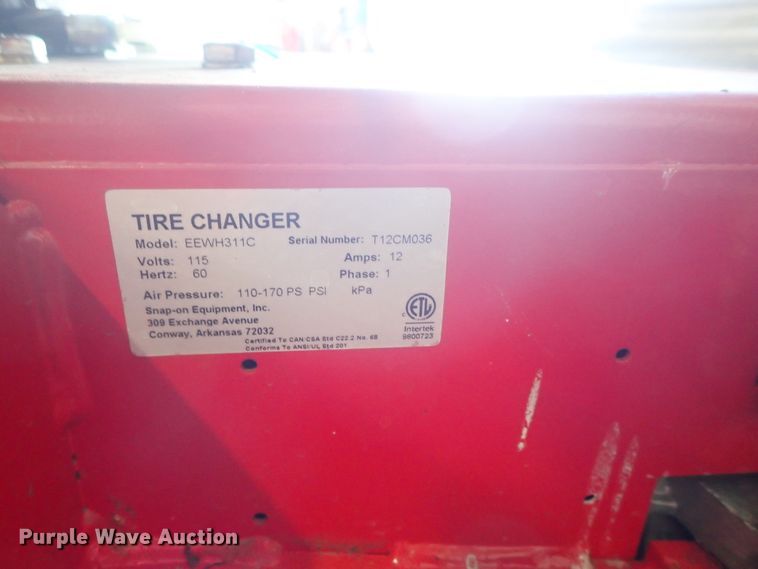 TIRE CHANGER
Model: EEWH311C Serial Number: T12CM036
Volts: 115 Amps: 12
Hertz: 60 Phase: 1
Air Pressure: 110-170 PS PSI kPa
Snap-on Equipment, Inc.
309 Exchange Avenue
Conway, Arkansas 72032
Certified To CAN/CSA Std C22.2 No. 68
Conforms To ANSI/UL Std 201
C ETL
Intertek
9800723
Purple Wave Auction